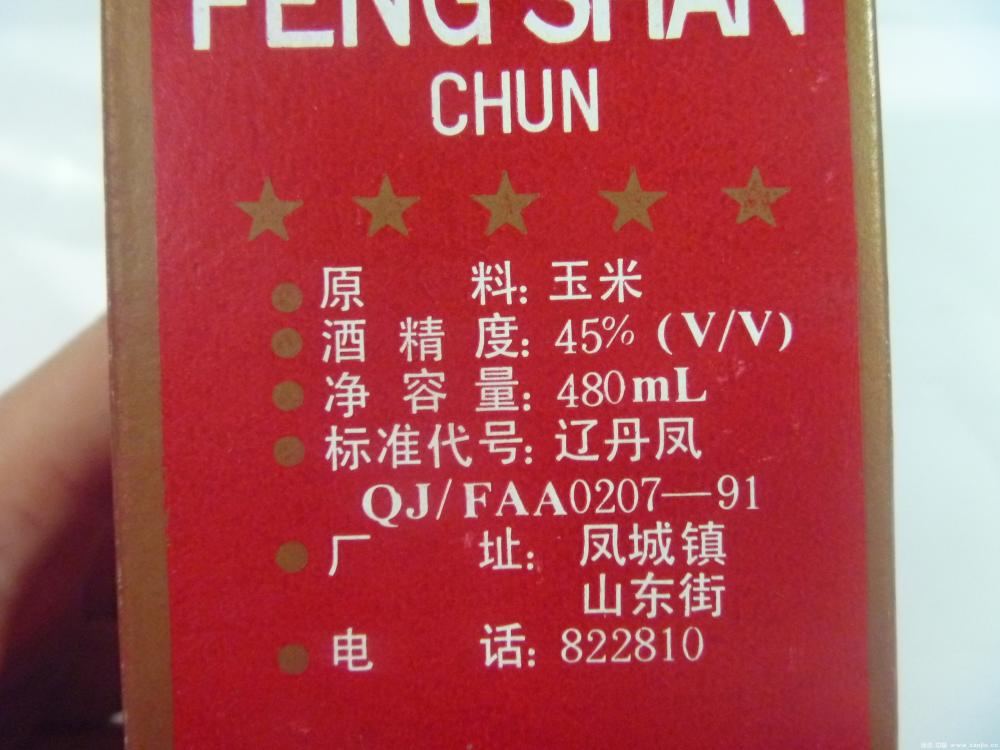 FENG SHAN
CHUN
原 料：玉米
酒 精 度：45% (V/V)
净 容 量：480mL
标准代号：辽丹凤
QJ/FAA0207—91
厂 址：凤城镇
山东街
电 话：822810